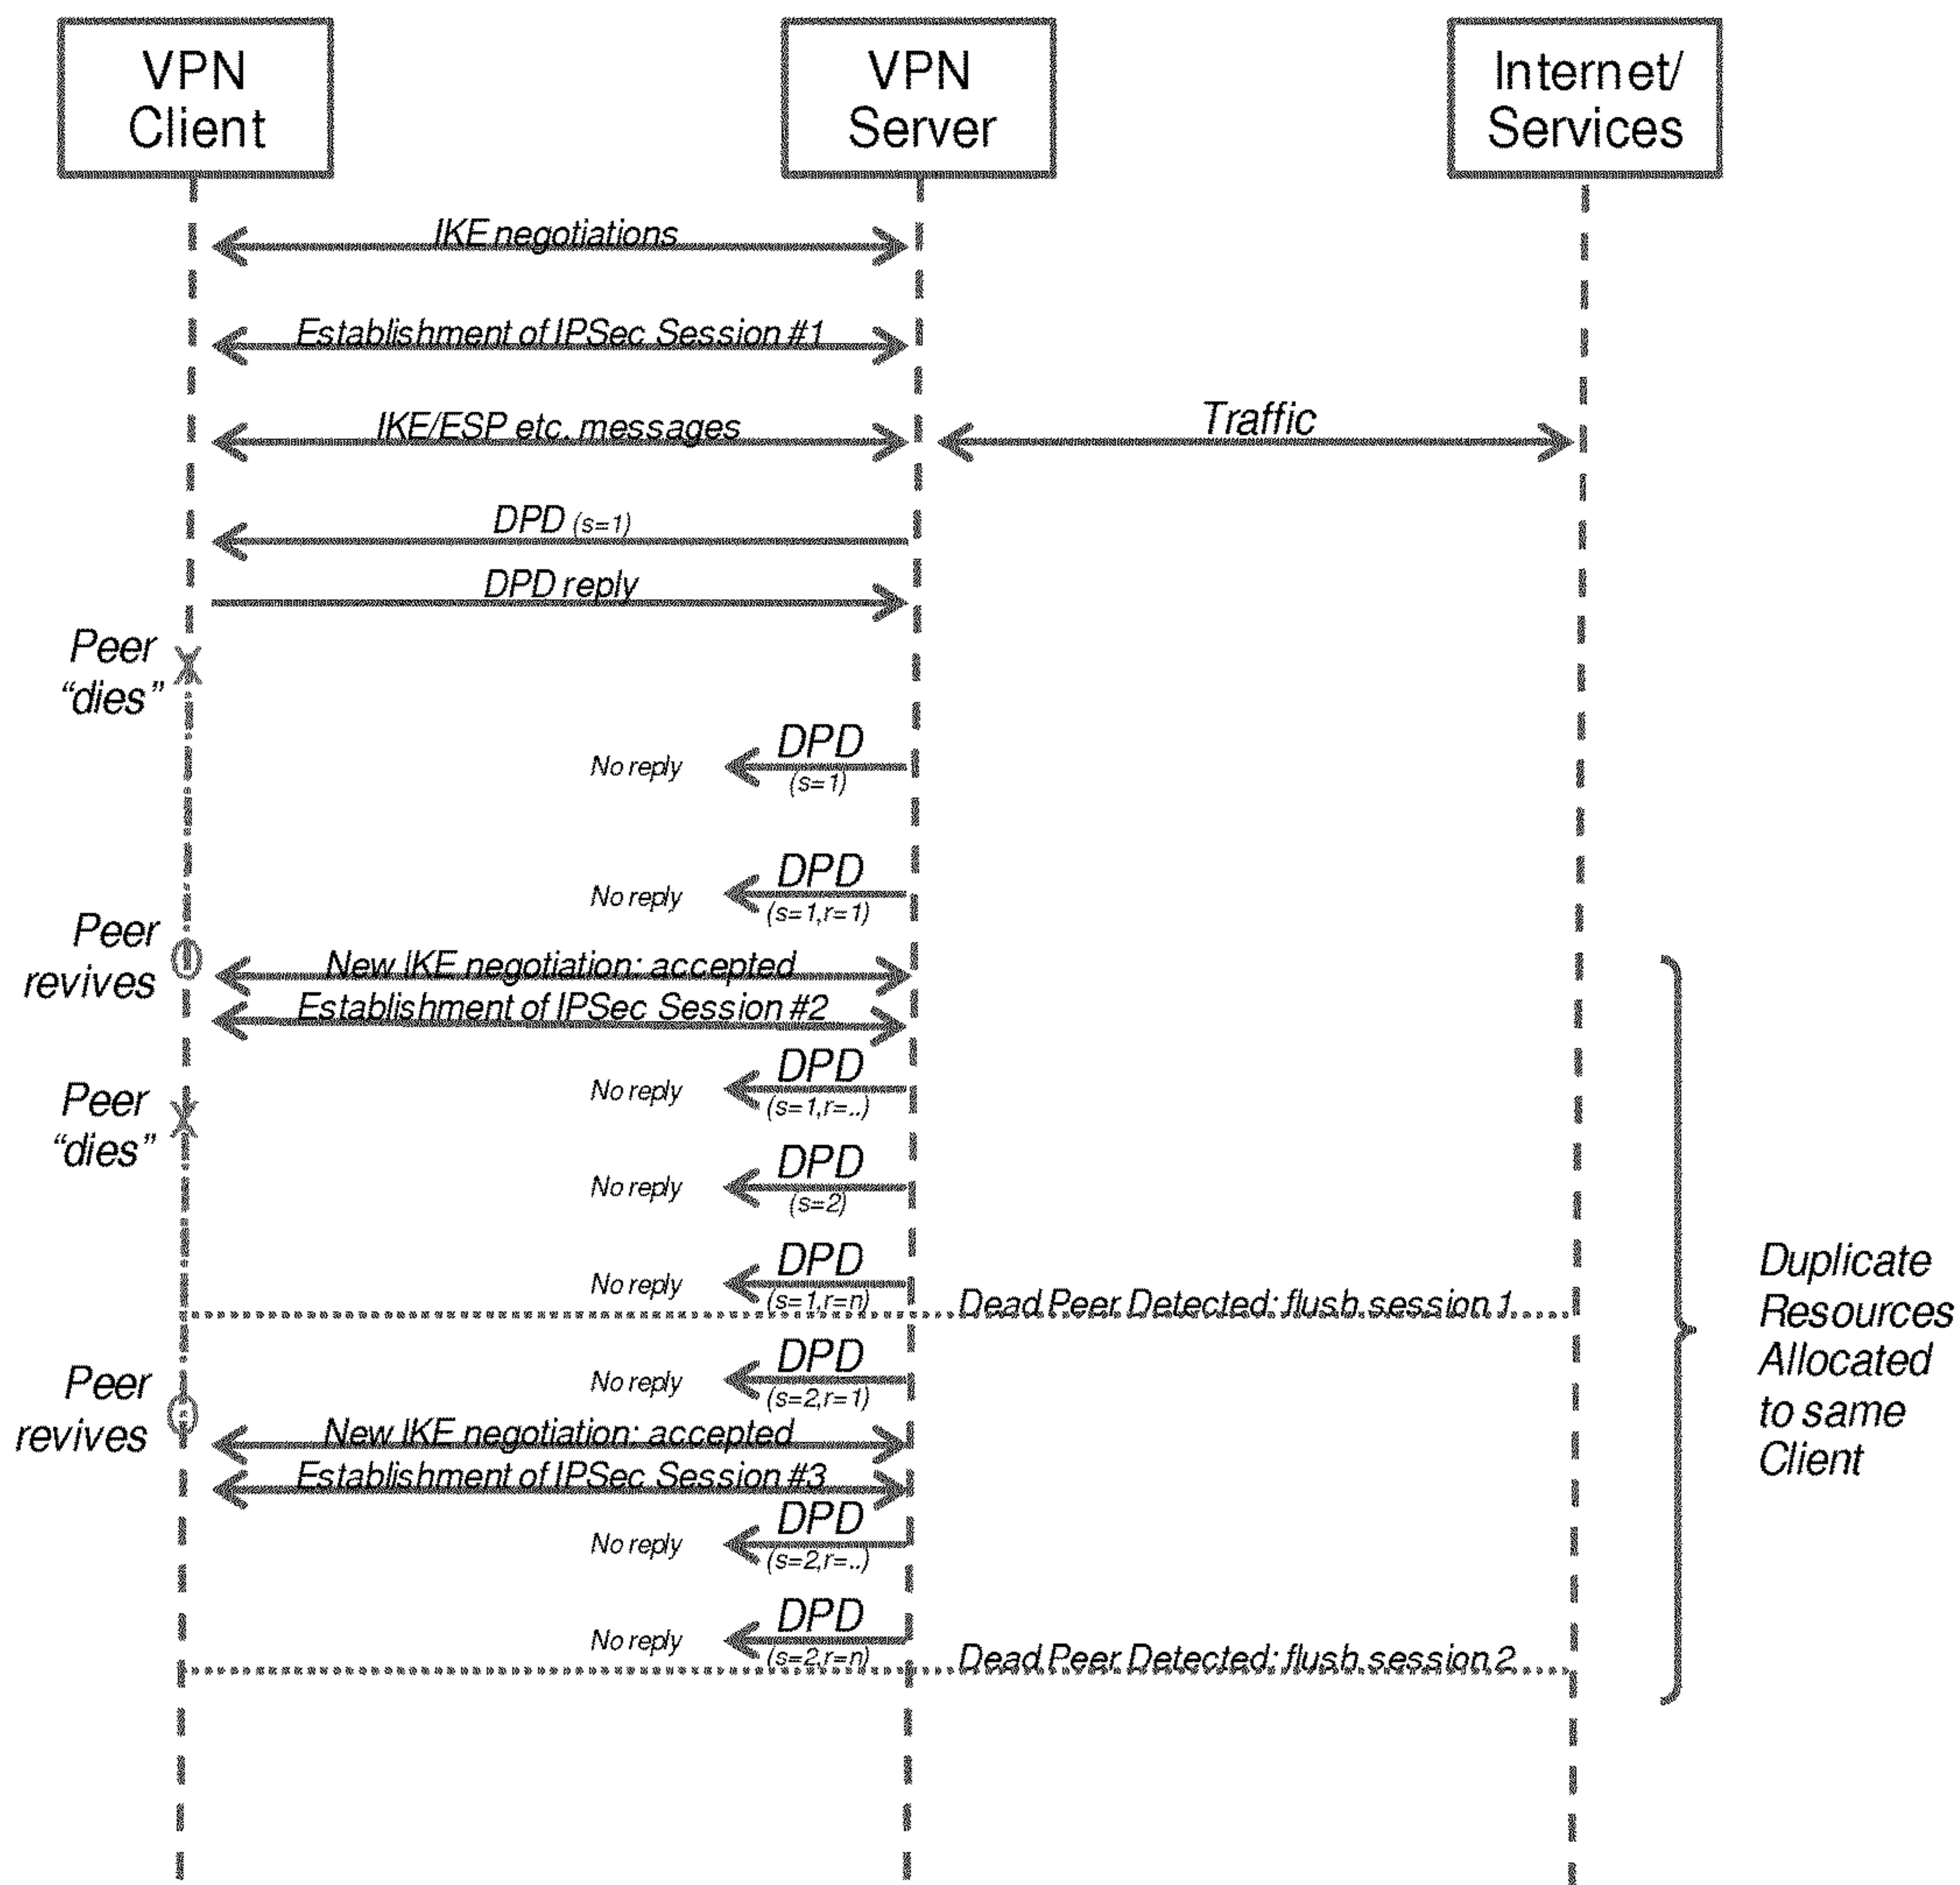 VPN
Client
VPN
Server
Internet/
Services
IKE negotiations
Establishment of IPSec Session #1
IKE/ESP etc. messages
Traffic
DPD (s=1)
DPD reply
Peer
“dies”
DPD
No reply
(s=1)
DPD
No reply
(s=1,r=1)
Peer
revives
New IKE negotiation: accepted
Establishment of IPSec Session #2
DPD
No reply
(s=1,r=..)
Peer
“dies”
DPD
No reply
(s=2)
DPD
No reply
(s=1,r=n)
Dead Peer Detected: flush session 1
DPD
No reply
(s=2,r=1)
Peer
revives
New IKE negotiation: accepted
Establishment of IPSec Session #3
DPD
No reply
(s=2,r=..)
DPD
No reply
(s=2,r=n)
Dead Peer Detected: flush session 2
Duplicate
Resources
Allocated
to same
Client